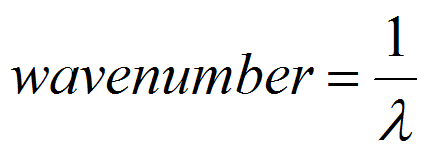 wavenumber = 1/λ